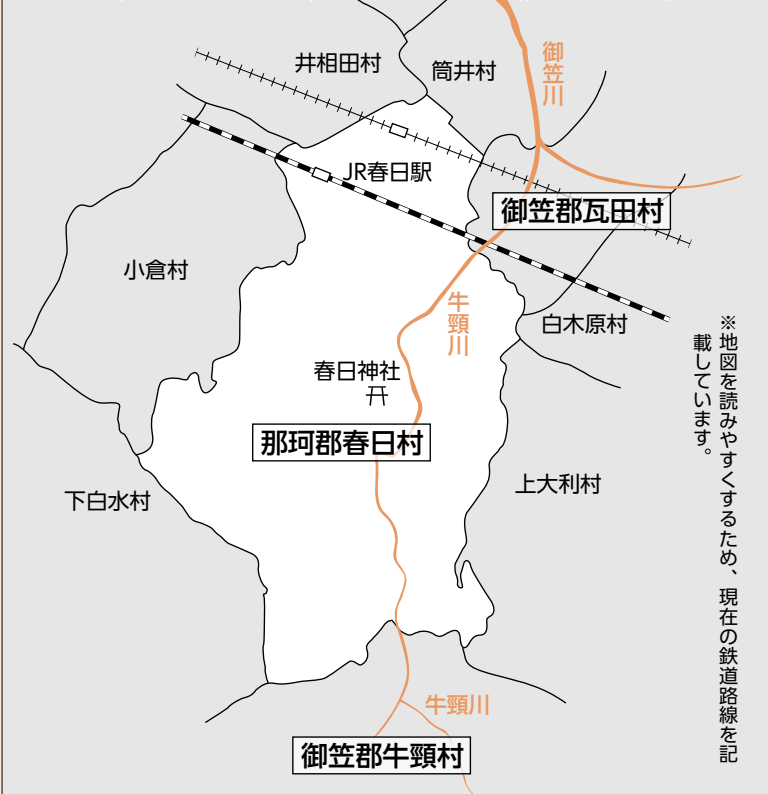 井相田村
筒井村
御笠川
JR春日駅
御笠郡瓦田村
小倉村
牛頸川
白木原村
春日神社
那珂郡春日村
上大利村
下白水村
牛頸川
御笠郡牛頸村
※地図を読みやすくするため、現在の鉄道路線を記
載しています。